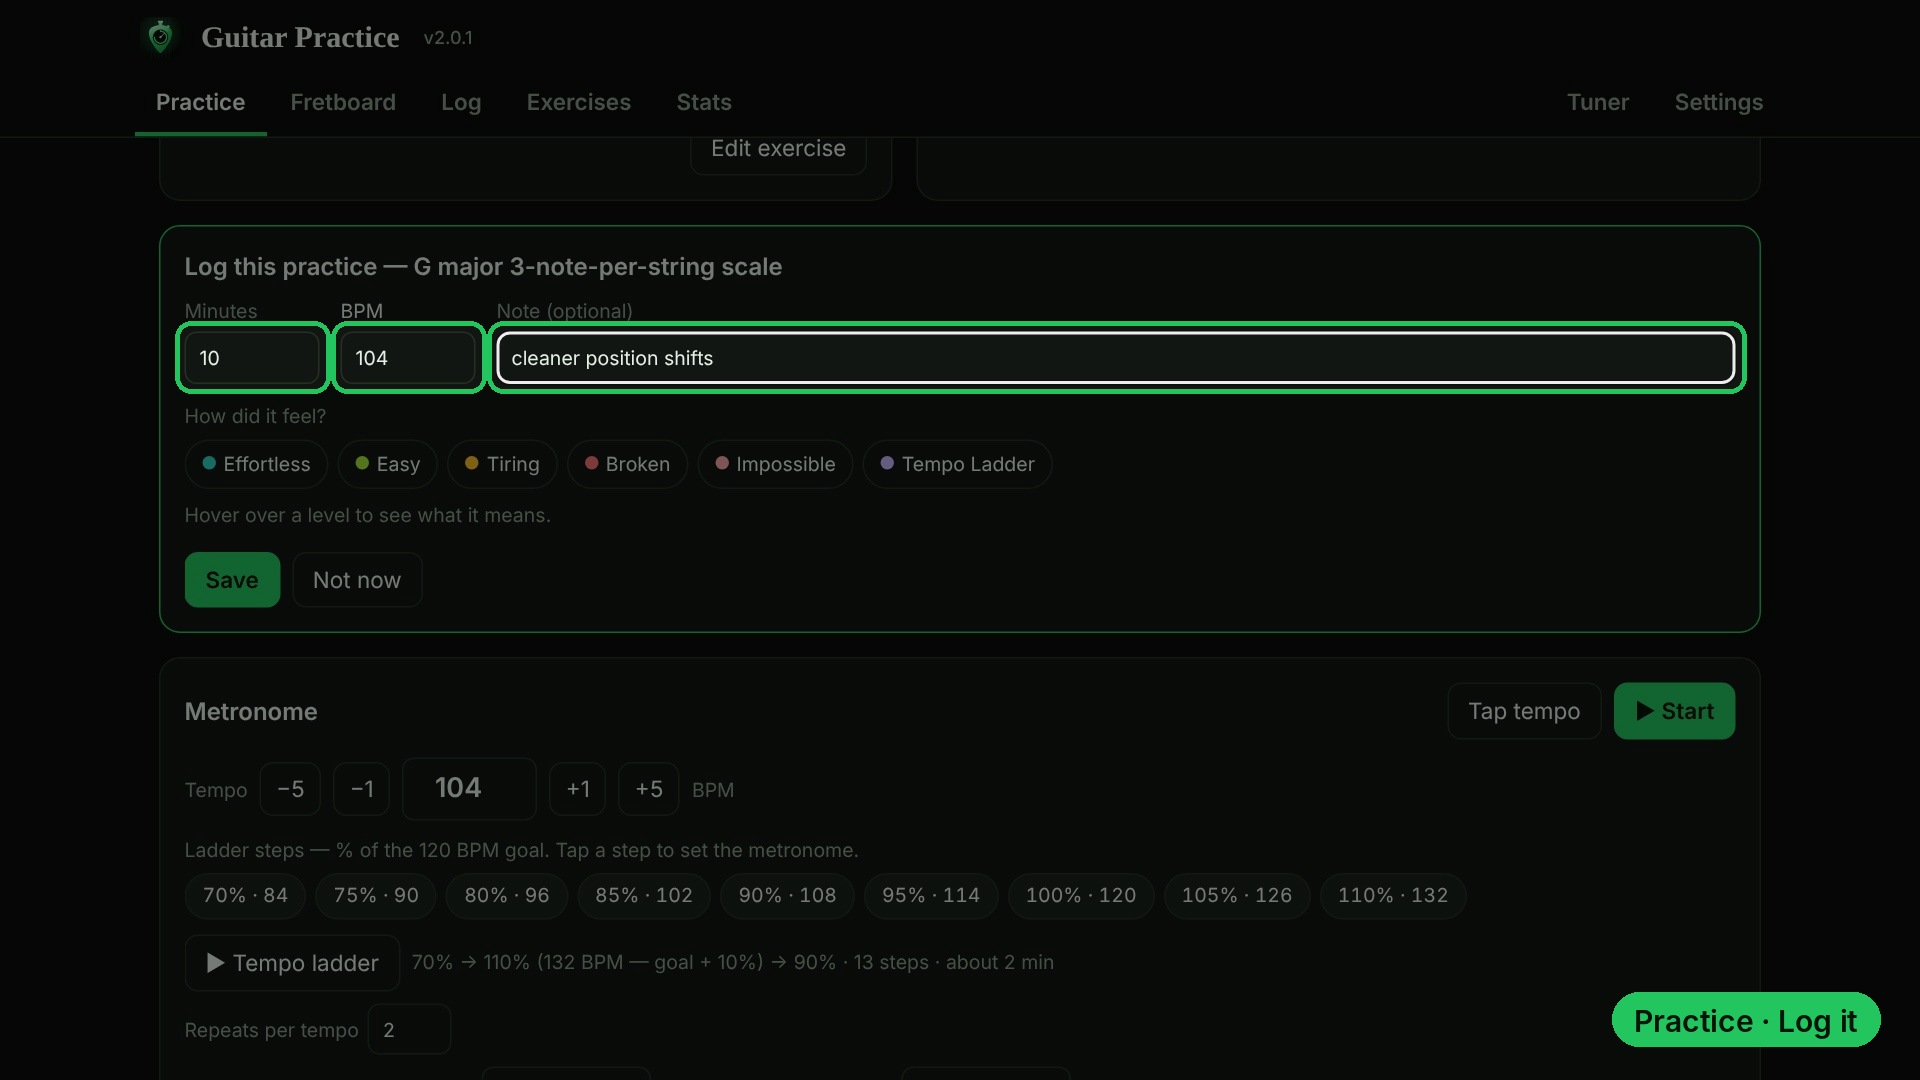 Guitar Practice v2.0.1
Practice Fretboard Log Exercises Stats Tuner Settings
Edit exercise
Log this practice — G major 3-note-per-string scale
Minutes BPM Note (optional)
10 104 cleaner position shifts
How did it feel?
Effortless Easy Tiring Broken Impossible Tempo Ladder
Hover over a level to see what it means.
Save Not now
Metronome Tap tempo ▶ Start
Tempo −5 −1 104 +1 +5 BPM
Ladder steps — % of the 120 BPM goal. Tap a step to set the metronome.
70% · 84 75% · 90 80% · 96 85% · 102 90% · 108 95% · 114 100% · 120 105% · 126 110% · 132
▶ Tempo ladder 70% → 110% (132 BPM — goal + 10%) → 90% · 13 steps · about 2 min
Repeats per tempo 2
Practice · Log it